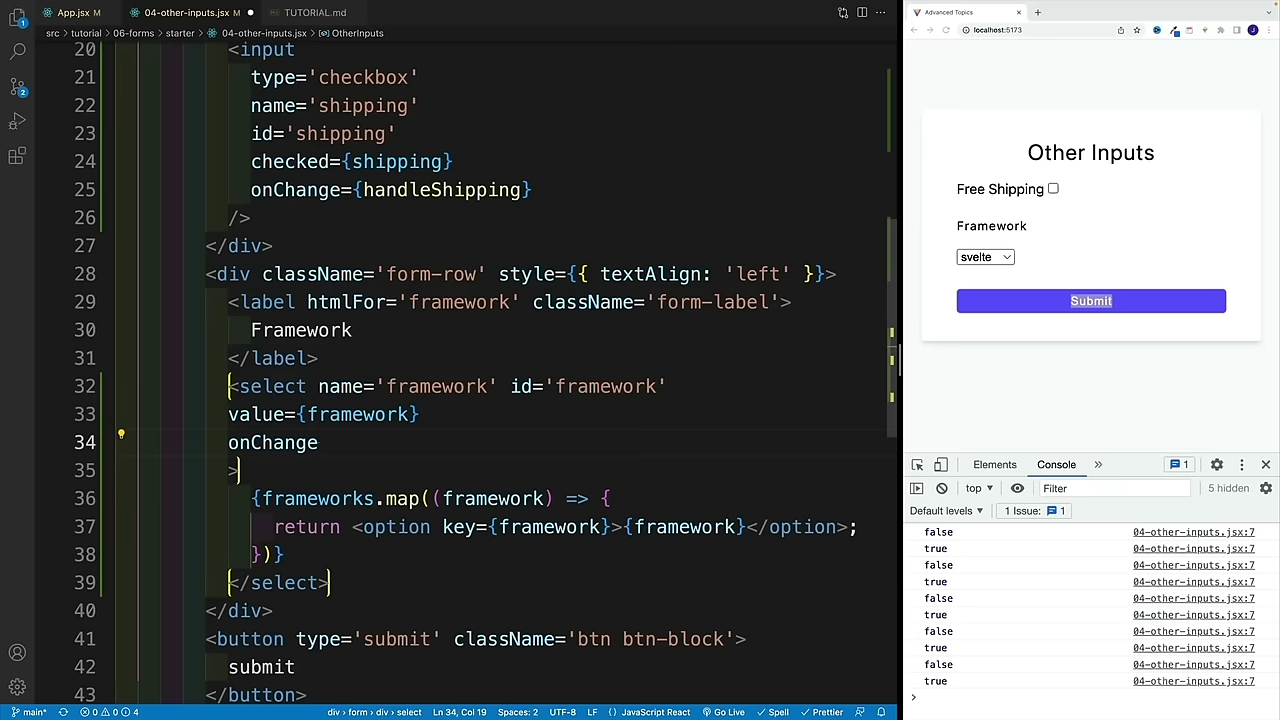 App.jsx M
04-other-inputs.jsx M
TUTORIAL.md
src > tutorial > 06-forms > starter > 04-other-inputs.jsx > OtherInputs
20 <input
21 type='checkbox'
22 name='shipping'
23 id='shipping'
24 checked={shipping}
25 onChange={handleShipping}
26 />
27 </div>
28 <div className='form-row' style={{ textAlign: 'left' }}>
29 <label htmlFor='framework' className='form-label'>
30 Framework
31 </label>
32 <select name='framework' id='framework'
33 value={framework}
34 onChange
35 >
36 {frameworks.map((framework) => {
37 return <option key={framework}>{framework}</option>;
38 })}
39 </select>
40 </div>
41 <button type='submit' className='btn btn-block'>
42 submit
43 </button>
main* 0 0 4 div > form > div > select Ln 34, Col 19 Spaces: 2 UTF-8 LF { } JavaScript React Go Live Spell Prettier
1
2
Advanced Topics
localhost:5173
J
Other Inputs
Free Shipping
Framework
svelte
Submit
Elements Console » 1
top Filter 5 hidden
Default levels 1 Issue: 1
false 04-other-inputs.jsx:7
true 04-other-inputs.jsx:7
false 04-other-inputs.jsx:7
true 04-other-inputs.jsx:7
false 04-other-inputs.jsx:7
true 04-other-inputs.jsx:7
false 04-other-inputs.jsx:7
true 04-other-inputs.jsx:7
false 04-other-inputs.jsx:7
true 04-other-inputs.jsx:7
>